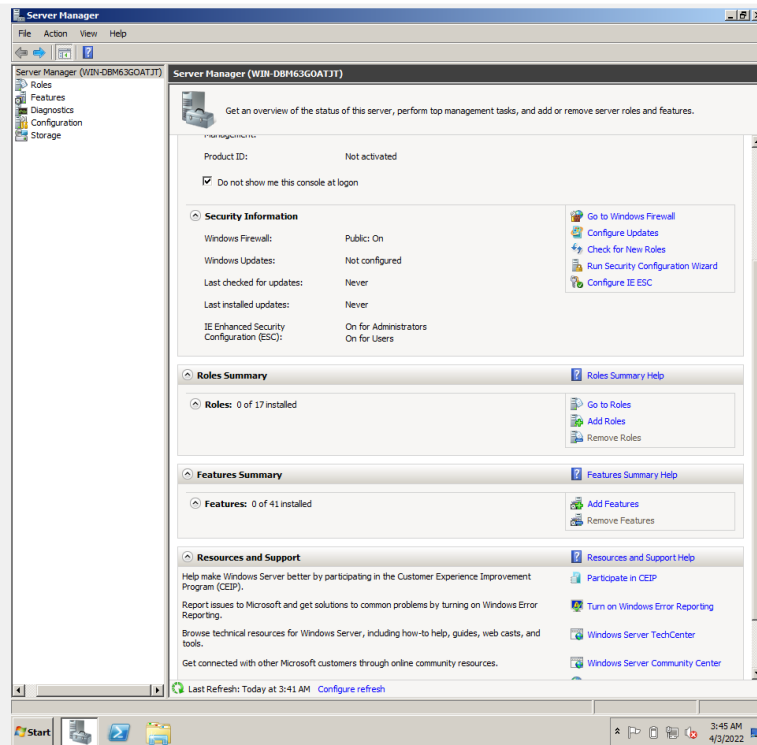 Server Manager
File Action View Help
Server Manager (WIN-DBM63GOATJT)
Roles
Features
Diagnostics
Configuration
Storage
Server Manager (WIN-DBM63GOATJT)
Get an overview of the status of this server, perform top management tasks, and add or remove server roles and features.
Management:
Product ID: Not activated
Do not show me this console at logon
Security Information
Go to Windows Firewall
Windows Firewall: Public: On
Configure Updates
Windows Updates: Not configured
Check for New Roles
Run Security Configuration Wizard
Last checked for updates: Never
Configure IE ESC
Last installed updates: Never
IE Enhanced Security Configuration (ESC): On for Administrators
On for Users
Roles Summary
Roles Summary Help
Roles: 0 of 17 installed
Go to Roles
Add Roles
Remove Roles
Features Summary
Features Summary Help
Features: 0 of 41 installed
Add Features
Remove Features
Resources and Support
Resources and Support Help
Help make Windows Server better by participating in the Customer Experience Improvement
Program (CEIP).
Participate in CEIP
Report issues to Microsoft and get solutions to common problems by turning on Windows Error
Reporting.
Turn on Windows Error Reporting
Browse technical resources for Windows Server, including how-to help, guides, web casts, and
tools.
Windows Server TechCenter
Get connected with other Microsoft customers through online community resources.
Windows Server Community Center
Last Refresh: Today at 3:41 AM Configure refresh
Start
3:45 AM
4/3/2022